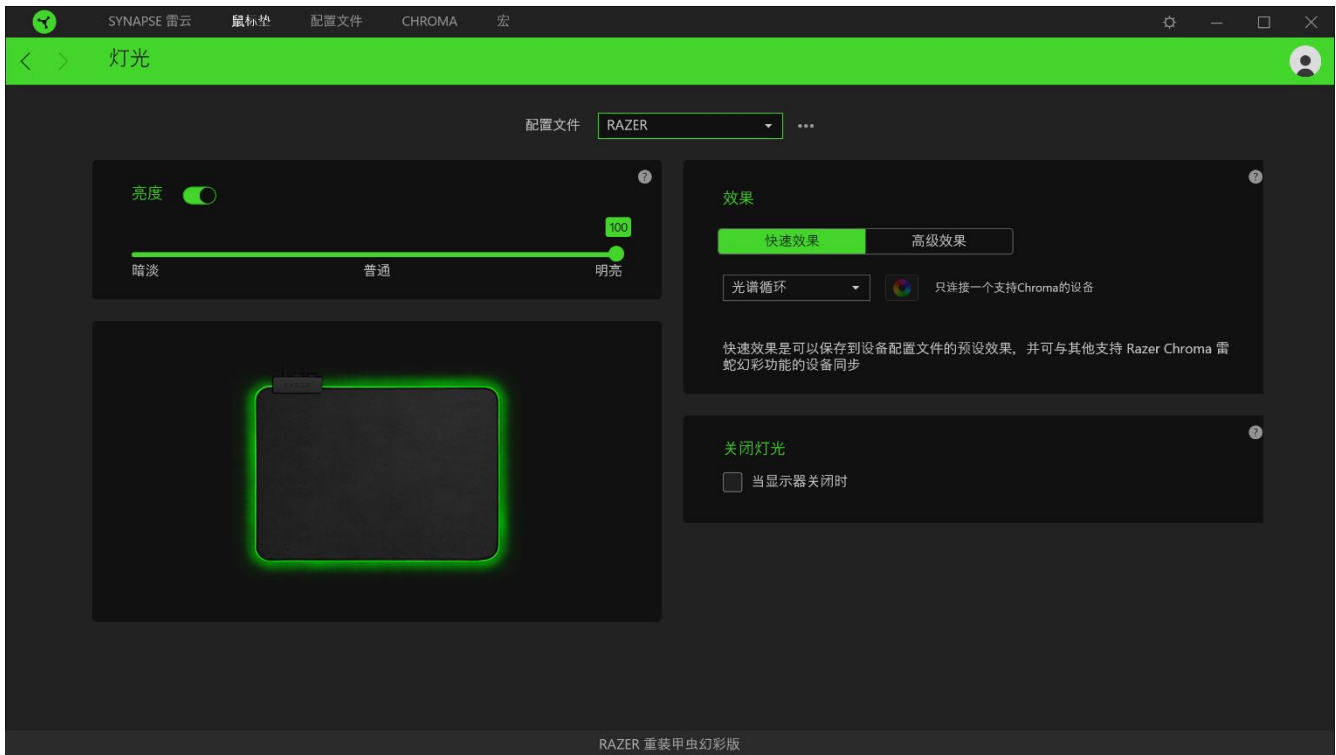 SYNAPSE 雷云 鼠标垫 配置文件 CHROMA 宏
灯光
配置文件 RAZER
亮度
100
暗淡 普通 明亮
效果
快速效果 高级效果
光谱循环 只连接一个支持Chroma的设备
快速效果是可以保存到设备配置文件的预设效果，并可与其他支持 Razer Chroma 雷
蛇幻彩功能的设备同步
RAZER
关闭灯光
当显示器关闭时
RAZER 重装甲虫幻彩版